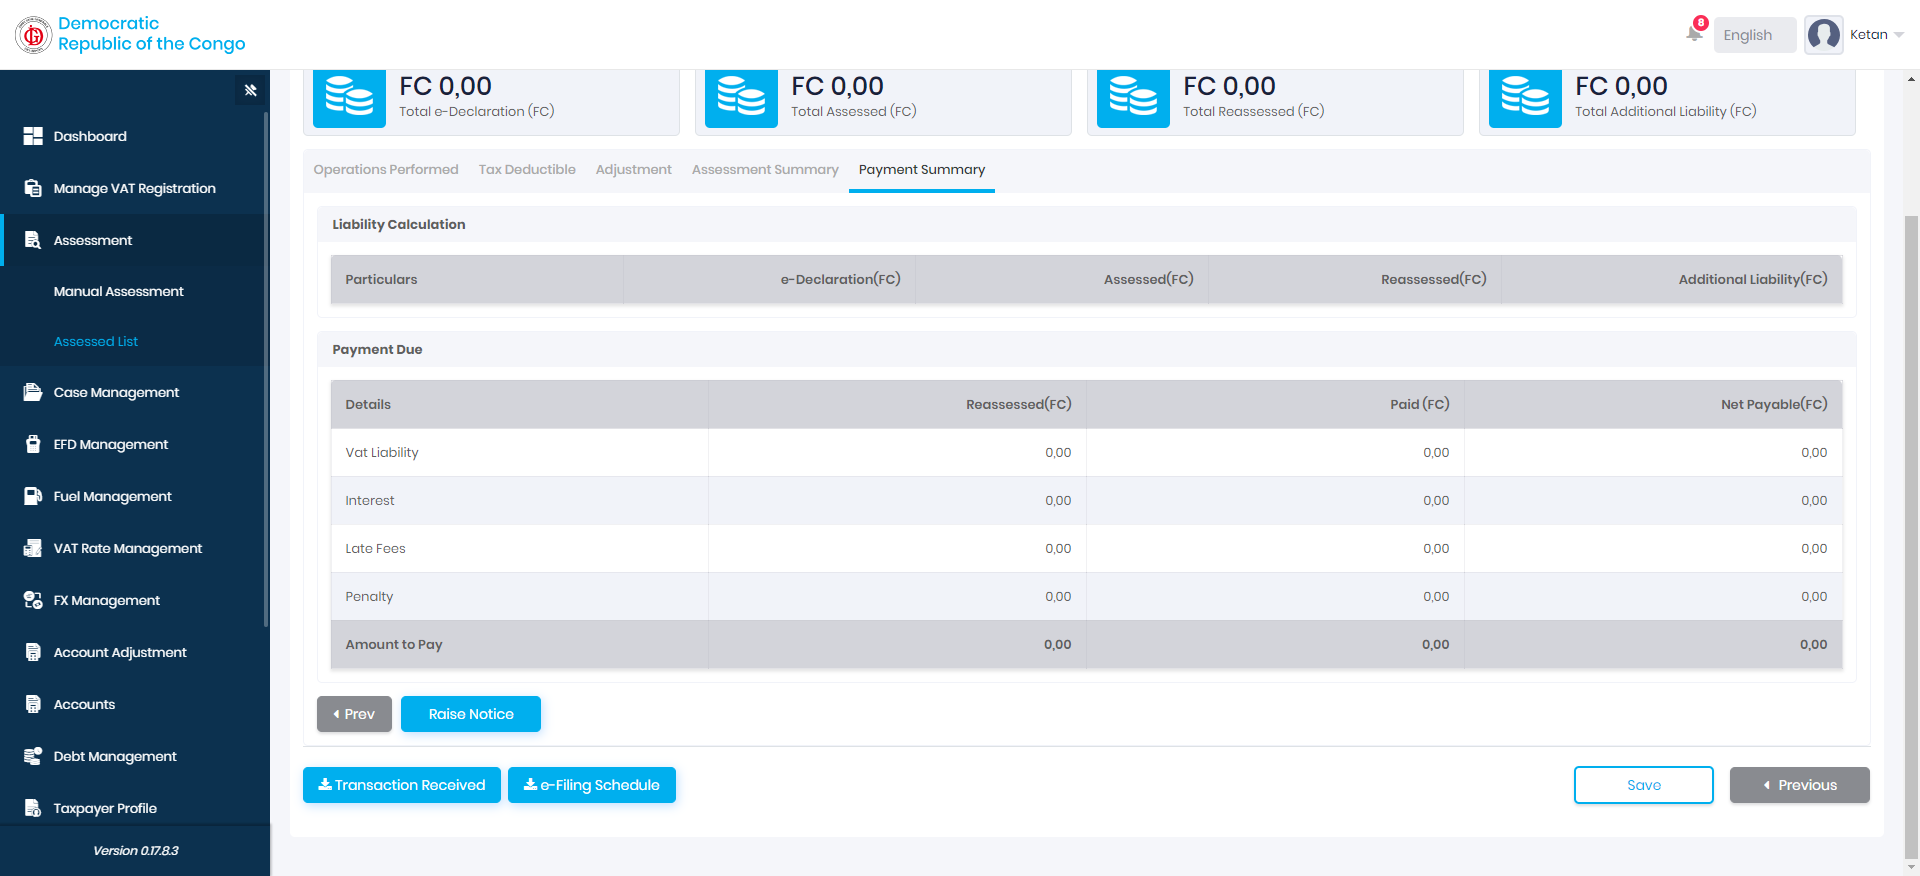 Democratic
Republic of the Congo
8
English
Ketan
Dashboard
Manage VAT Registration
Assessment
Manual Assessment
Assessed List
Case Management
EFD Management
Fuel Management
VAT Rate Management
FX Management
Account Adjustment
Accounts
Debt Management
Taxpayer Profile
Version 0.17.8.3
FC 0,00
Total e-Declaration (FC)
FC 0,00
Total Assessed (FC)
FC 0,00
Total Reassessed (FC)
FC 0,00
Total Additional Liability (FC)
Operations Performed Tax Deductible Adjustment Assessment Summary Payment Summary
Liability Calculation
Particulars e-Declaration(FC) Assessed(FC) Reassessed(FC) Additional Liability(FC)
Payment Due
Details Reassessed(FC) Paid (FC) Net Payable(FC)
Vat Liability 0,00 0,00 0,00
Interest 0,00 0,00 0,00
Late Fees 0,00 0,00 0,00
Penalty 0,00 0,00 0,00
Amount to Pay 0,00 0,00 0,00
Prev Raise Notice
Transaction Received e-Filing Schedule Save Previous